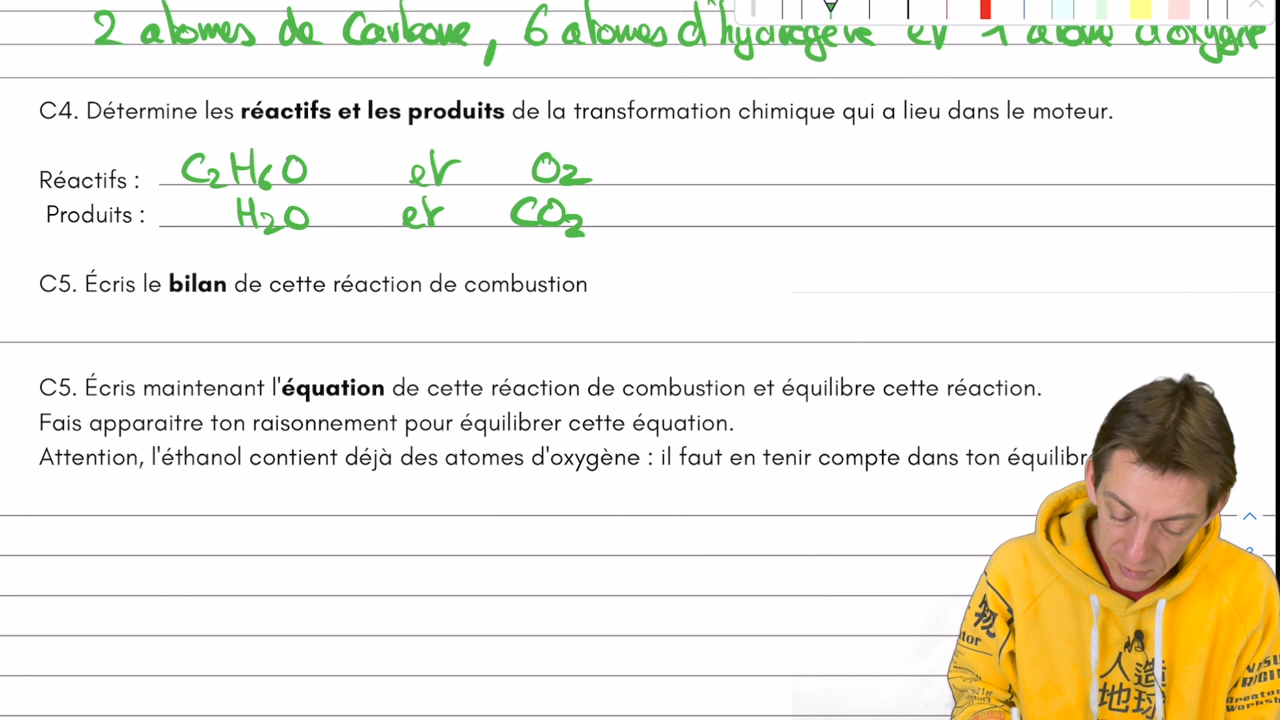 2 atomes de carbone, 6 atomes d'hydrogène et 1 atome d'oxygène
C4. Détermine les réactifs et les produits de la transformation chimique qui a lieu dans le moteur.
Réactifs : C2H6O et O2
Produits : H2O et CO2
C5. Écris le bilan de cette réaction de combustion
C5. Écris maintenant l'équation de cette réaction de combustion et équilibre cette réaction.
Fais apparaitre ton raisonnement pour équilibrer cette équation.
Attention, l'éthanol contient déjà des atomes d'oxygène : il faut en tenir compte dans ton équilibr
人造
地球